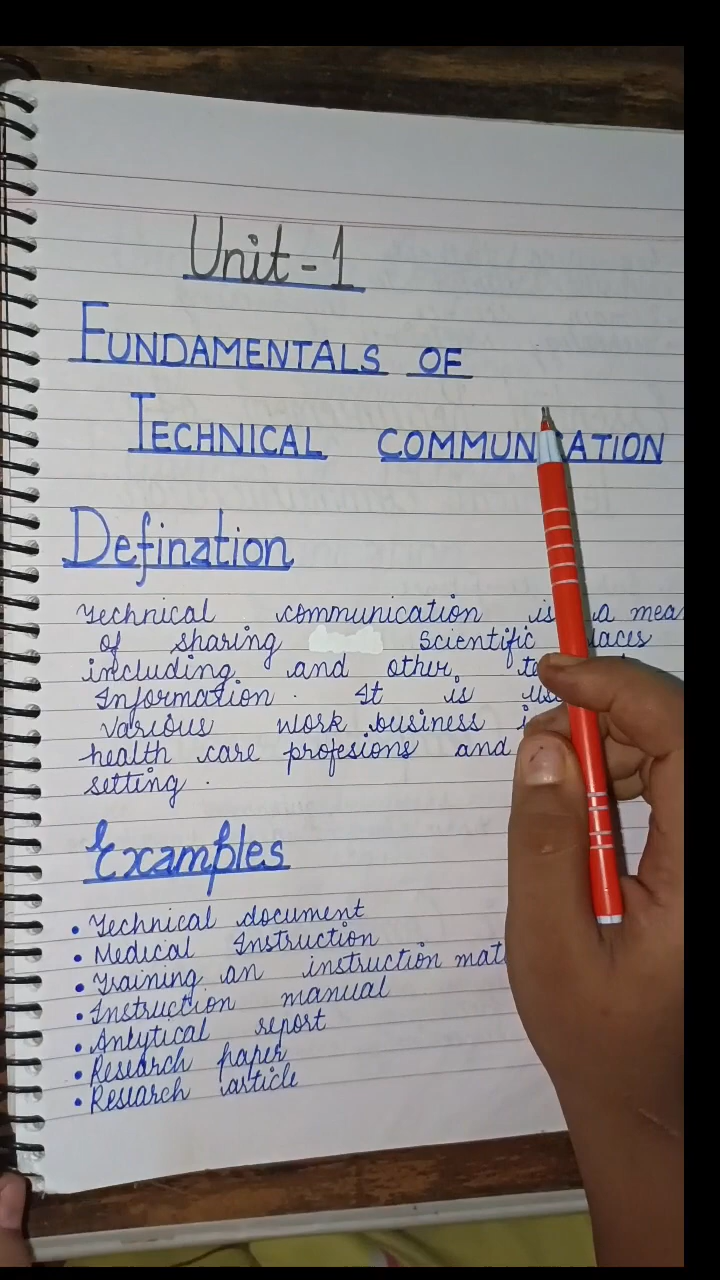 Unit-1
FUNDAMENTALS OF
TECHNICAL COMMUNICATION
Defination
Technical communication is a mea
of sharing Scientific
including and other
Information. It is
various work business
health care profesions and
setting.
Examples
• Technical document
• Medical Instruction
• Training an instruction mat
• Instruction manual
• Anlytical report
• Research paper
• Research article